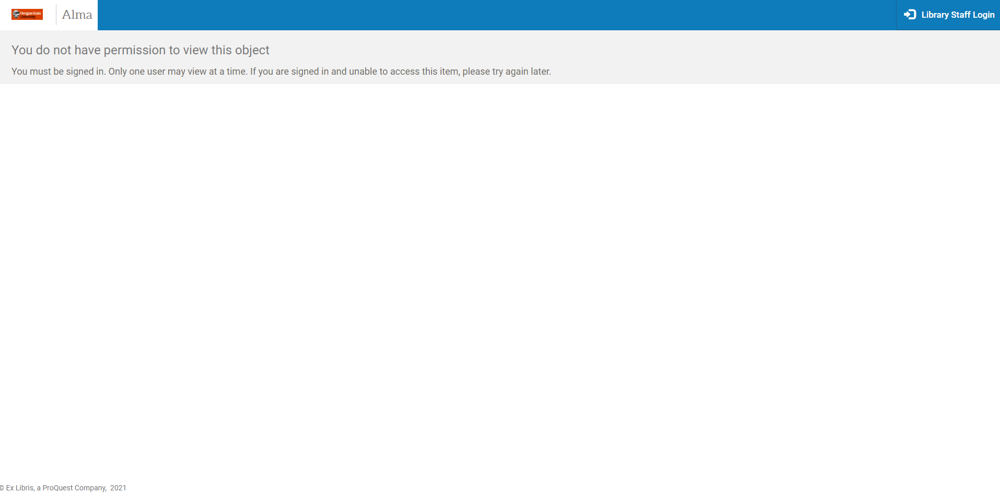 Oregon State
University
Alma
Library Staff Login
You do not have permission to view this object
You must be signed in. Only one user may view at a time. If you are signed in and unable to access this item, please try again later.
© Ex Libris, a ProQuest Company, 2021